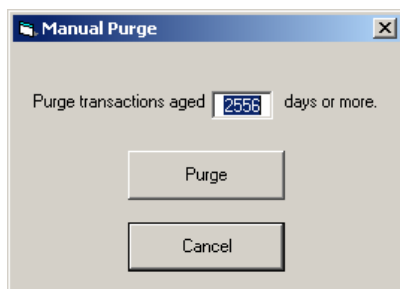 Manual Purge
Purge transactions aged 2556 days or more.
Purge
Cancel